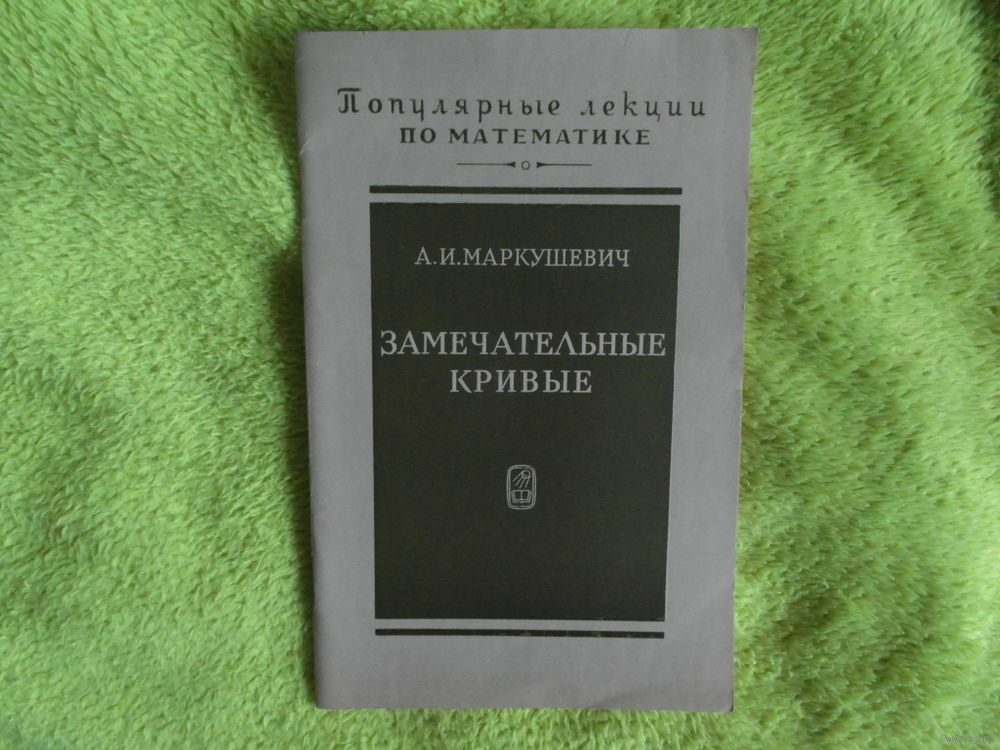 Популярные лекции
ПО МАТЕМАТИКЕ
А.И.МАРКУШЕВИЧ
ЗАМЕЧАТЕЛЬНЫЕ
КРИВЫЕ